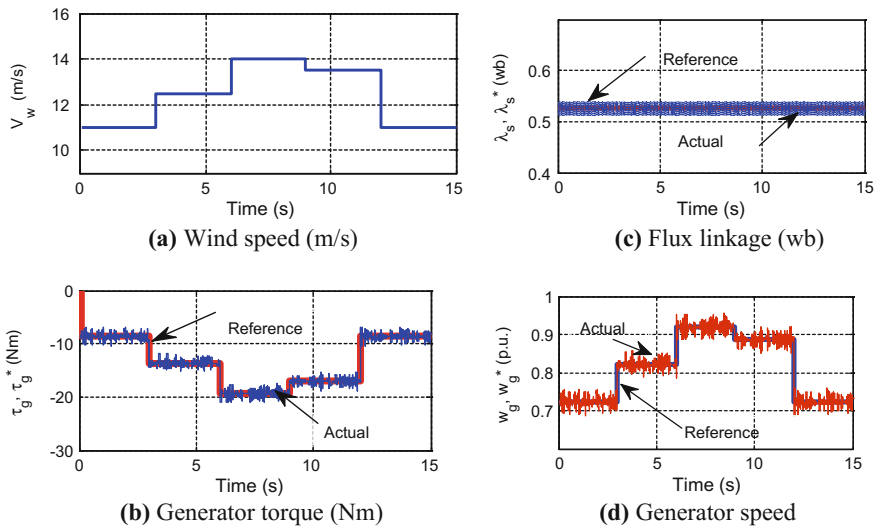 16
14
12
10
V_w (m/s)
0
5
10
15
Time (s)
(a) Wind speed (m/s)
0.6
0.5
0.4
λ_s, λ_s* (wb)
Reference
Actual
0
5
10
15
Time (s)
(c) Flux linkage (wb)
0
-10
-20
-30
τ_g, τ_g* (Nm)
Reference
Actual
5
10
15
Time (s)
(b) Generator torque (Nm)
1
0.9
0.8
0.7
w_g, w_g* (p.u.)
Actual
Reference
0
5
10
15
Time (s)
(d) Generator speed